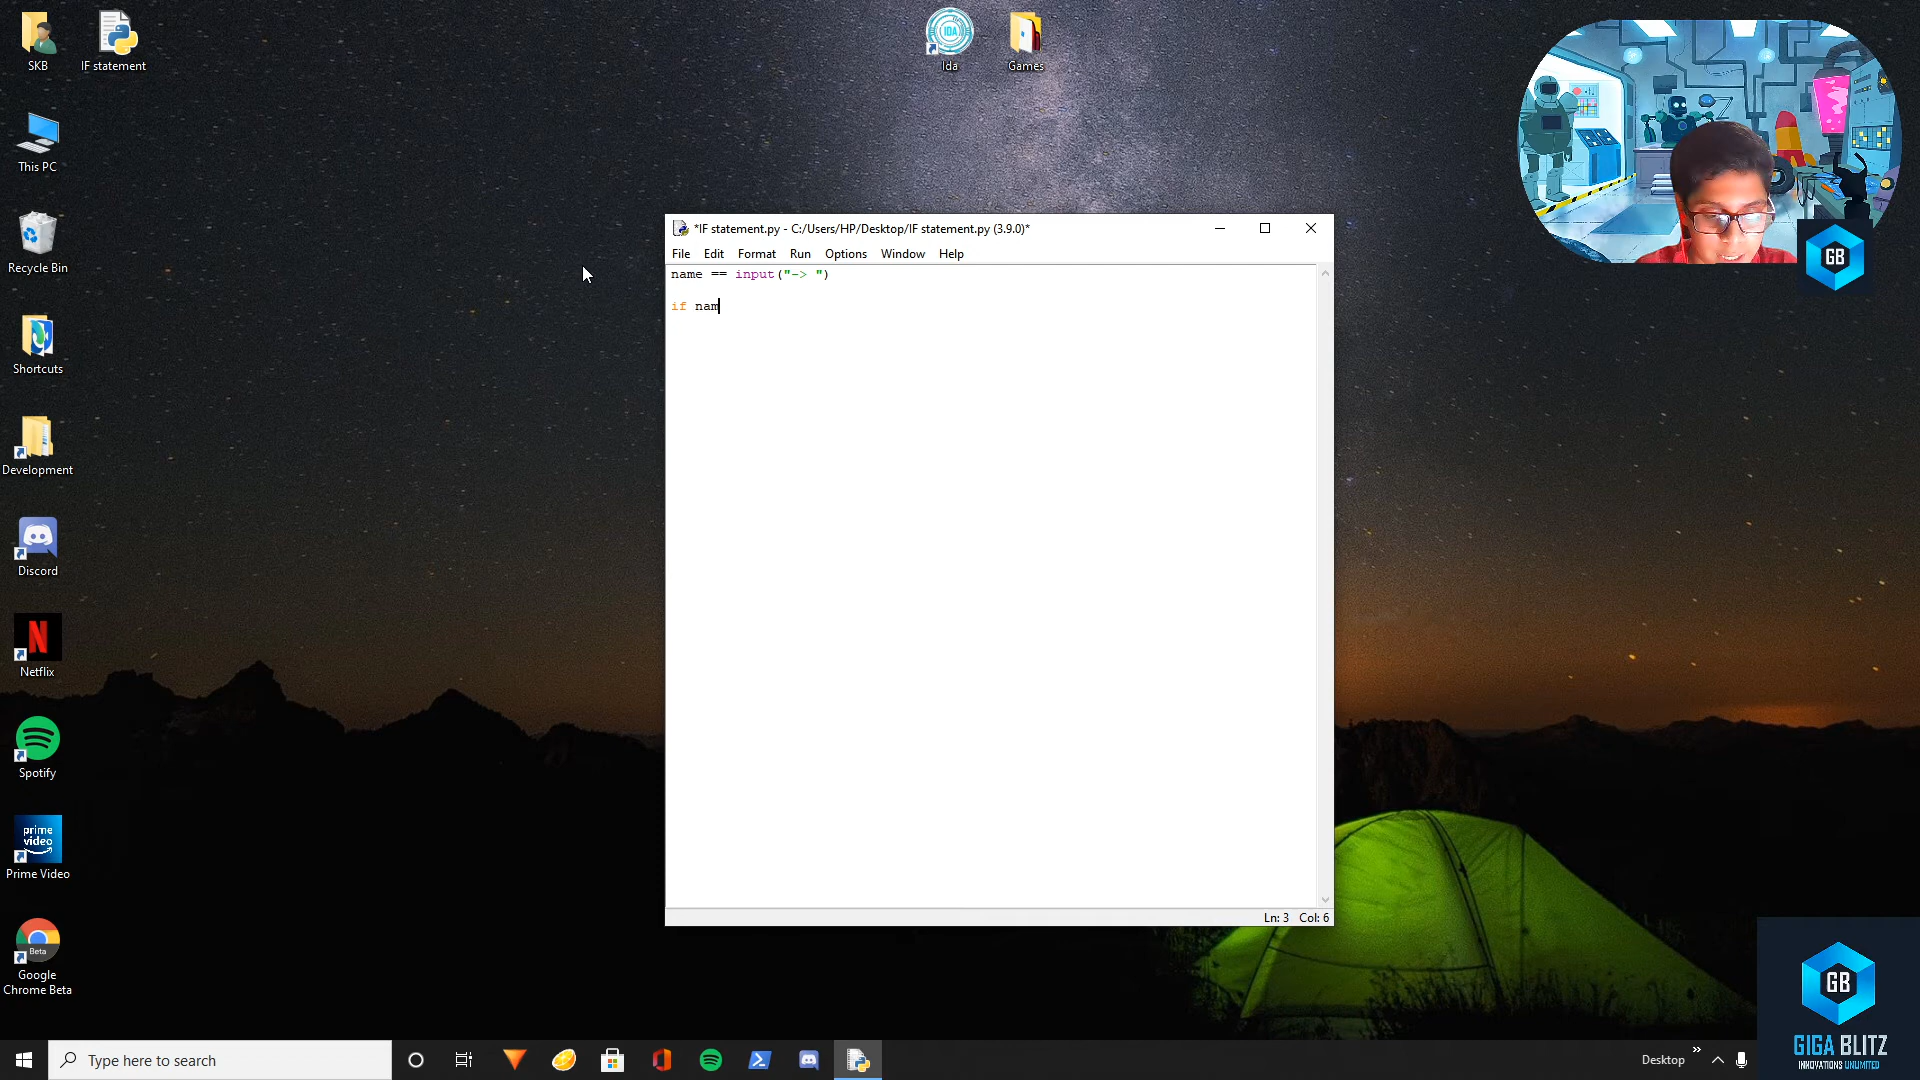 SKB
IF statement
Ida
Games
This PC
Recycle Bin
Shortcuts
Development
Discord
Netflix
Spotify
prime
video
Prime Video
Beta
Google
Chrome Beta
IDA
*IF statement.py - C:/Users/HP/Desktop/IF statement.py (3.9.0)*
File Edit Format Run Options Window Help
name == input("-> ")
if nam
Ln: 3 Col: 6
GB
GB
GIGA BLITZ
INNOVATIONS UNLIMITED
Type here to search
Desktop